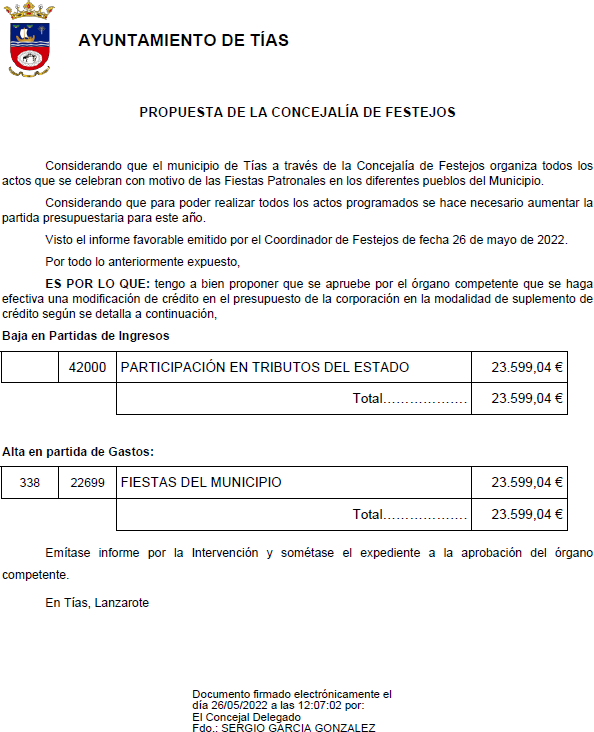 AYUNTAMIENTO DE TÍAS
PROPUESTA DE LA CONCEJALÍA DE FESTEJOS
Considerando que el municipio de Tías a través de la Concejalía de Festejos organiza todos los
actos que se celebran con motivo de las Fiestas Patronales en los diferentes pueblos del Municipio.
Considerando que para poder realizar todos los actos programados se hace necesario aumentar la
partida presupuestaria para este año.
Visto el informe favorable emitido por el Coordinador de Festejos de fecha 26 de mayo de 2022.
Por todo lo anteriormente expuesto,
ES POR LO QUE: tengo a bien proponer que se apruebe por el órgano competente que se haga
efectiva una modificación de crédito en el presupuesto de la corporación en la modalidad de suplemento de
crédito según se detalla a continuación,
Baja en Partidas de Ingresos
42000 PARTICIPACIÓN EN TRIBUTOS DEL ESTADO 23.599,04 €
Total………………. 23.599,04 €
Alta en partida de Gastos:
338 22699 FIESTAS DEL MUNICIPIO 23.599,04 €
Total………………. 23.599,04 €
Emítase informe por la Intervención y sométase el expediente a la aprobación del órgano
competente.
En Tías, Lanzarote
Documento firmado electrónicamente el
día 26/05/2022 a las 12:07:02 por:
El Concejal Delegado
Fdo.: SERGIO GARCIA GONZALEZ